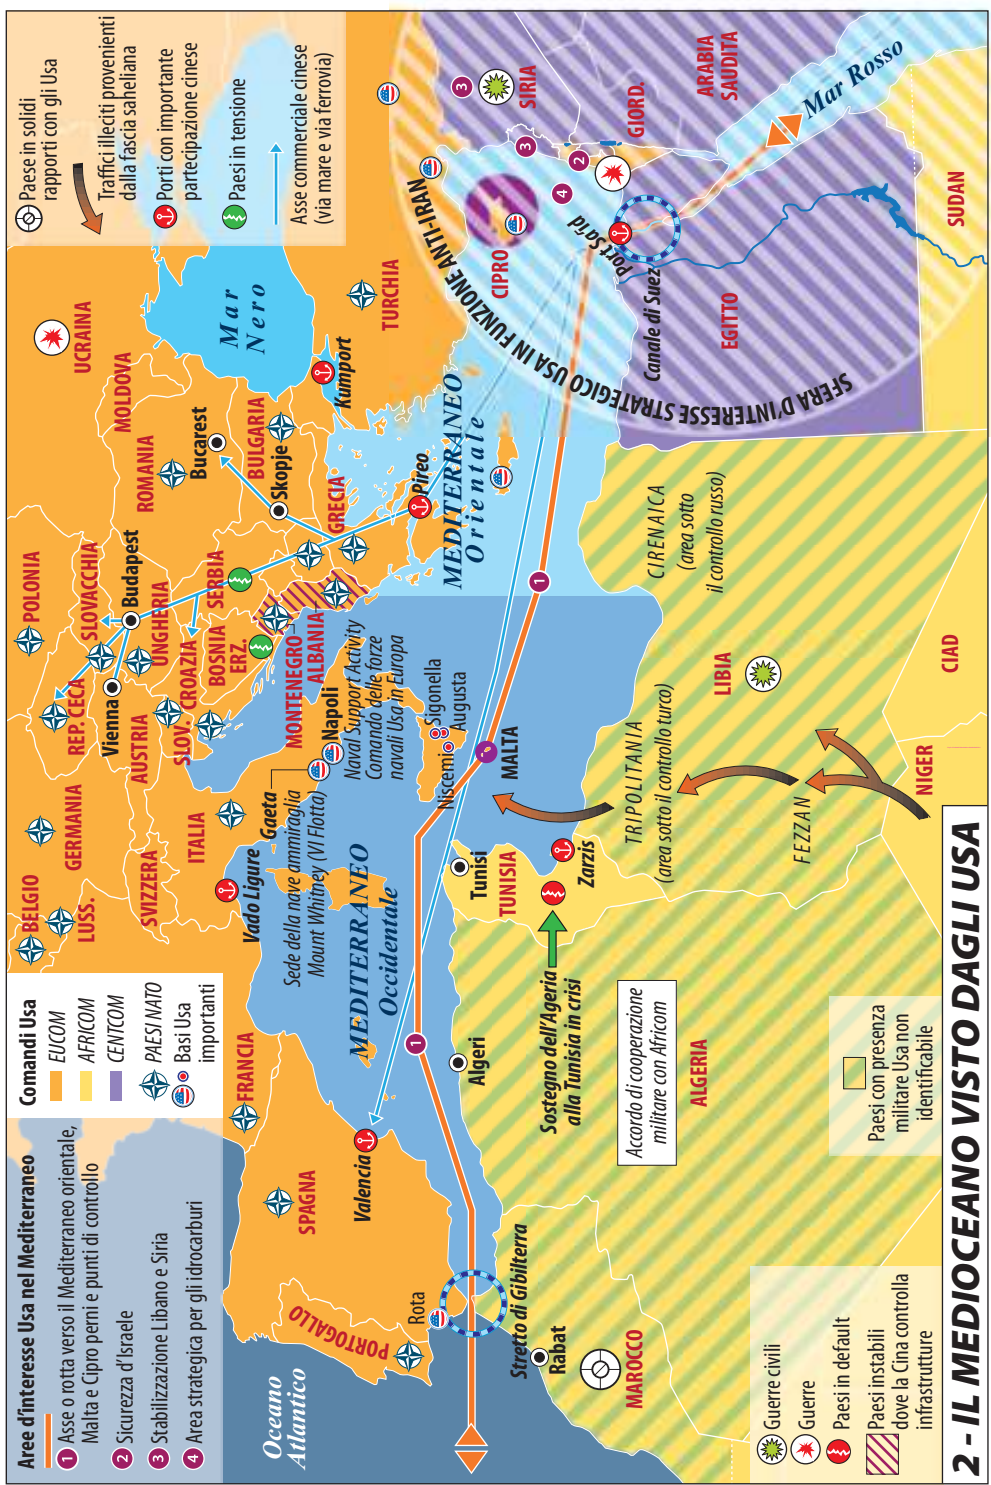 2 - IL MEDIOCEANO VISTO DAGLI USA
Aree d'interesse Usa nel Mediterraneo
1 Asse o rotta verso il Mediterraneo orientale,
Malta e Cipro perni e punti di controllo
2 Sicurezza d'Israele
3 Stabilizzazione Libano e Siria
4 Area strategica per gli idrocarburi
Comandi Usa
EUCOM
AFRICOM
CENTCOM
PAESI NATO
Basi Usa
importanti
Paese in solidi
rapporti con gli Usa
Traffici illeciti provenienti
dalla fascia saheliana
Porti con importante
partecipazione cinese
Paesi in tensione
Asse commerciale cinese
(via mare e via ferrovia)
Guerre civili
Guerre
Paesi in default
Paesi instabili
dove la Cina controlla
infrastrutture
Paesi con presenza
militare Usa non
identificabile
Oceano
Atlantico
PORTOGALLO
SPAGNA
FRANCIA
BELGIO
LUSS.
GERMANIA
SVIZZERA
ITALIA
AUSTRIA
REP. CECA
POLONIA
SLOVACCHIA
UNGHERIA
SLOV.
CROAZIA
BOSNIA
ERZ.
SERBIA
MONTENEGRO
ALBANIA
GRECIA
BULGARIA
ROMANIA
MOLDOVA
UCRAINA
TURCHIA
Mar
Nero
Vienna
Budapest
Bucarest
Skopje
Kumport
Pireo
Rota
Valencia
Vado Ligure
Gaeta
Sede della nave ammiraglia
Mount Whitney (VI Flotta)
Napoli
Naval Support Activity
Comando delle forze
navali Usa in Europa
Sigonella
Augusta
Niscemi
MALTA
MEDITERRANEO
Occidentale
MEDITERRANEO
Orientale
1
1
Stretto di Gibilterra
Rabat
MAROCCO
Algeri
ALGERIA
Accordo di cooperazione
militare con Africom
Sostegno dell'Ageria
alla Tunisia in crisi
Tunisi
TUNISIA
Zarzis
TRIPOLITANIA
(area sotto il controllo turco)
FEZZAN
LIBIA
CIRENAICA
(area sotto
il controllo russo)
NIGER
CIAD
SUDAN
EGITTO
Canale di Suez
Port Said
CIPRO
SIRIA
GIORD.
ARABIA
SAUDITA
Mar Rosso
2
3
3
4
SFERA D'INTERESSE STRATEGICO USA IN FUNZIONE ANTI-IRAN